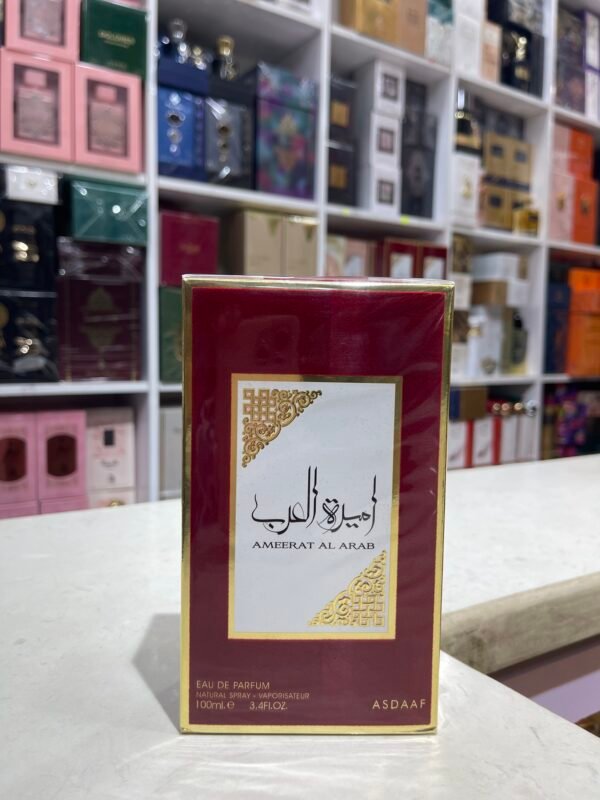 اميرة العرب
AMEERAT AL ARAB
EAU DE PARFUM
NATURAL SPRAY - VAPORISATEUR
100ml. e 3.4FL.OZ.
ASDAAF